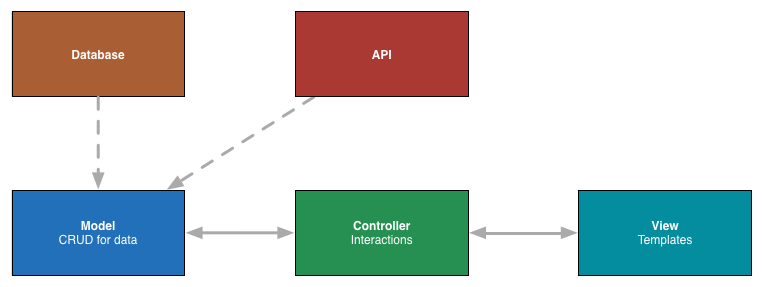 Database
API
Model
CRUD for data
Controller
Interactions
View
Templates